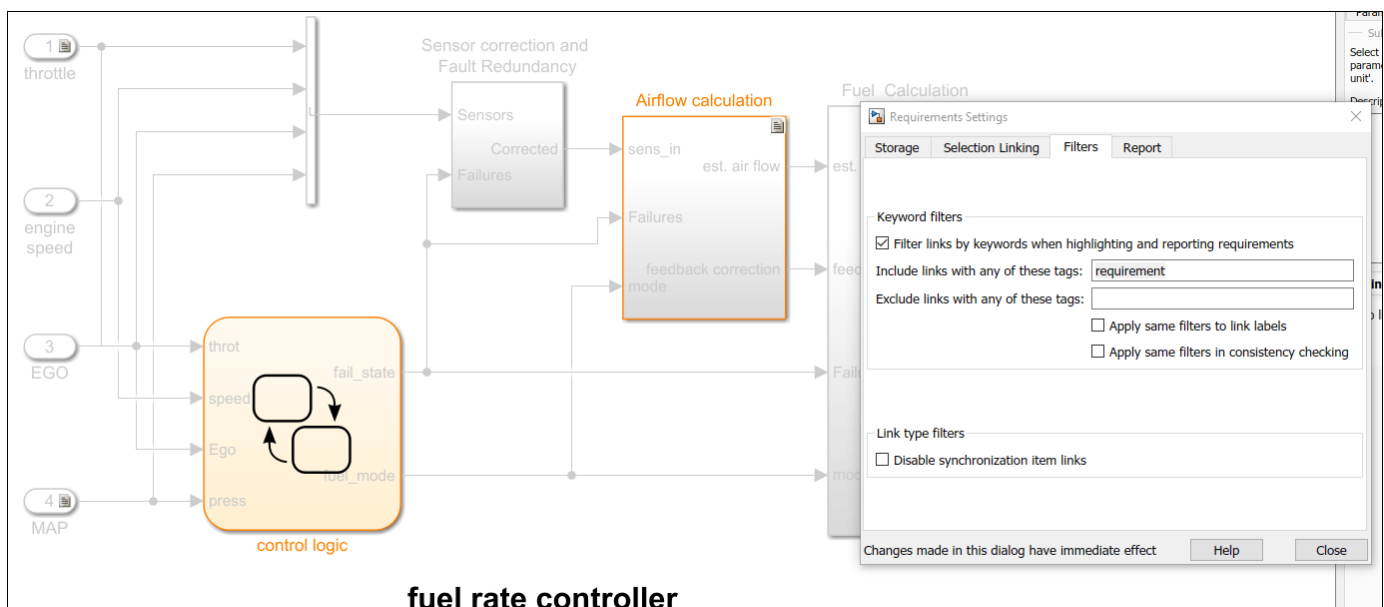 1
throttle
2
engine
speed
3
EGO
4
MAP
Sensor correction and
Fault Redundancy
Sensors
Corrected
Failures
Airflow calculation
sens_in
est. air flow
Failures
feedback correction
mode
Fuel Calculation
est.
feed
Fail
mod
throt
fail_state
speed
Ego
fuel_mode
press
control logic
fuel rate controller
Requirements Settings
Storage Selection Linking Filters Report
Keyword filters
Filter links by keywords when highlighting and reporting requirements
Include links with any of these tags: requirement
Exclude links with any of these tags:
Apply same filters to link labels
Apply same filters in consistency checking
Link type filters
Disable synchronization item links
Changes made in this dialog have immediate effect Help Close
Select
param
unit'.